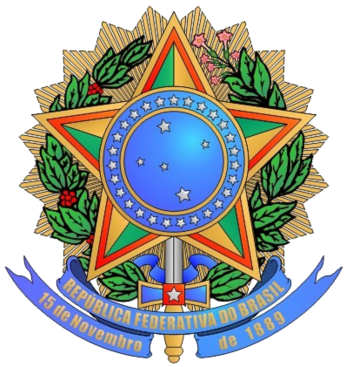 REPÚBLICA FEDERATIVA DO BRASIL
15 de Novembro de 1889